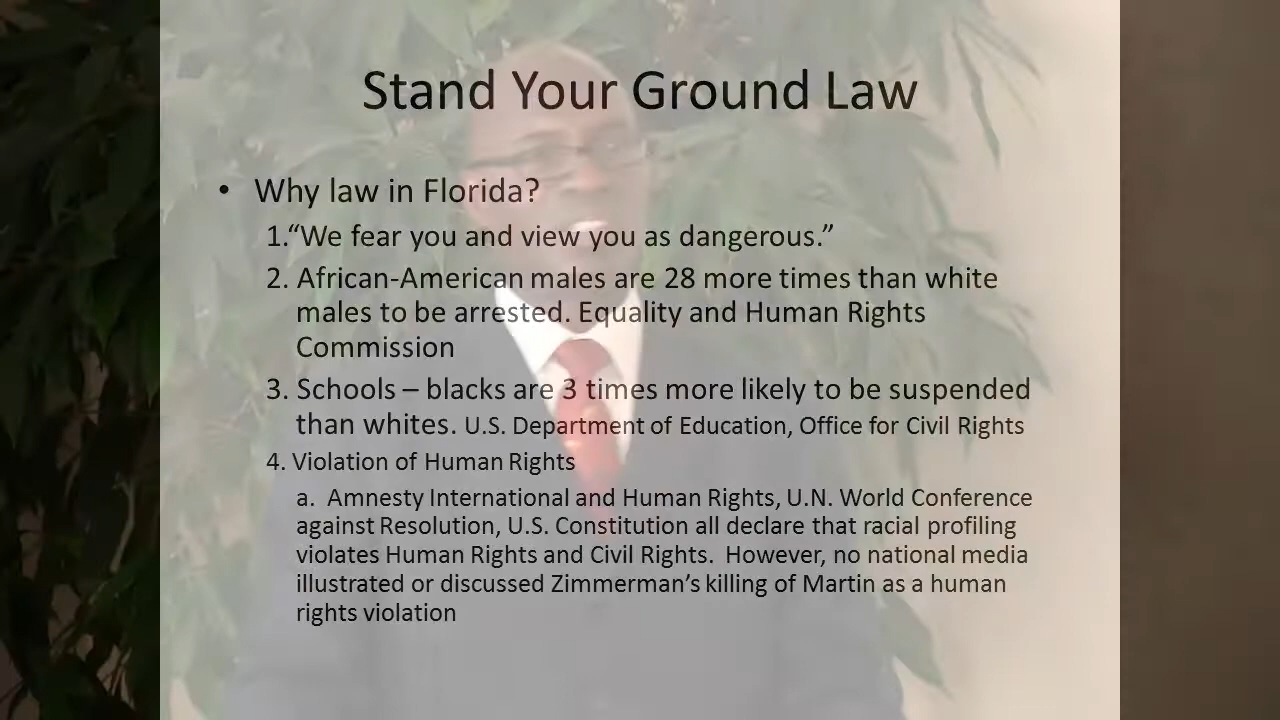 Stand Your Ground Law
• Why law in Florida?
1.“We fear you and view you as dangerous.”
2. African-American males are 28 more times than white
males to be arrested. Equality and Human Rights
Commission
3. Schools – blacks are 3 times more likely to be suspended
than whites. U.S. Department of Education, Office for Civil Rights
4. Violation of Human Rights
a. Amnesty International and Human Rights, U.N. World Conference
against Resolution, U.S. Constitution all declare that racial profiling
violates Human Rights and Civil Rights. However, no national media
illustrated or discussed Zimmerman’s killing of Martin as a human
rights violation